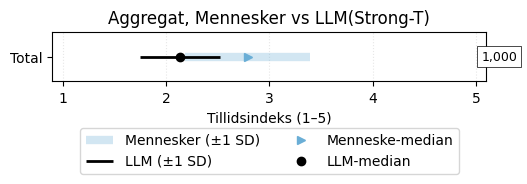 Aggregat, Mennesker vs LLM(Strong-T)
Total
1,000
1 2 3 4 5
Tillidsindeks (1–5)
Mennesker (±1 SD) Menneske-median
LLM (±1 SD) LLM-median